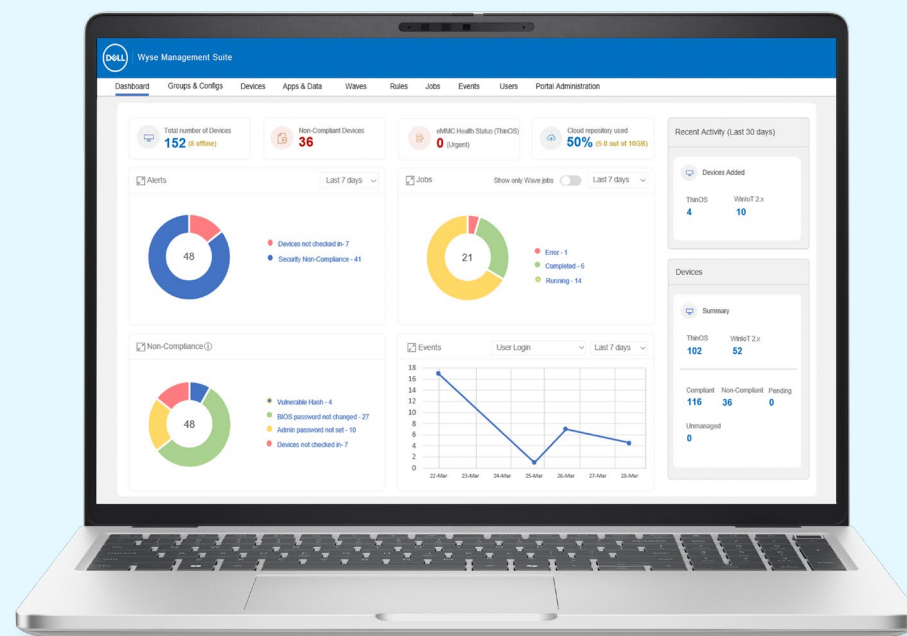 DELL
Wyse Management Suite
Dashboard Groups & Configs Devices Apps & Data Waves Rules Jobs Events Users Portal Administration
Total number of Devices
152 (8 offline)
Non-Compliant Devices
36
eMMC Health Status (ThinOS)
0 (Urgent)
Cloud repository used
50% (5.0 out of 10GB)
Alerts
Last 7 days
48
Devices not checked in- 7
Security Non-Compliance - 41
Jobs
Show only Wave jobs
Last 7 days
21
Error - 1
Completed - 6
Running - 14
Non-Compliance
48
Vulnerable Hash - 4
BIOS password not changed - 27
Admin password not set - 10
Devices not checked in- 7
Events
User Login
Last 7 days
18
16
14
12
10
8
6
4
2
0
22-Mar 23-Mar 24-Mar 25-Mar 26-Mar 27-Mar 28-Mar
Recent Activity (Last 30 days)
Devices Added
ThinOS WinIoT 2.x
4 10
Devices
Summary
ThinOS WinIoT 2.x
102 52
Compliant Non-Compliant Pending
116 36 0
Unmanaged
0